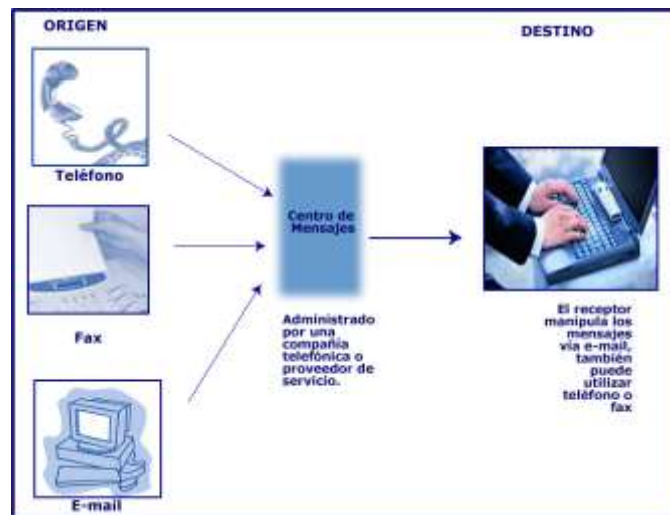 ORIGEN
DESTINO
Teléfono
Centro de
Mensajes
Fax
Administrado
por una
compañía
telefónica o
proveedor de
servicio.
El receptor
manipula los
mensajes
vía e-mail,
también
puede
utilizar
teléfono o
fax
E-mail